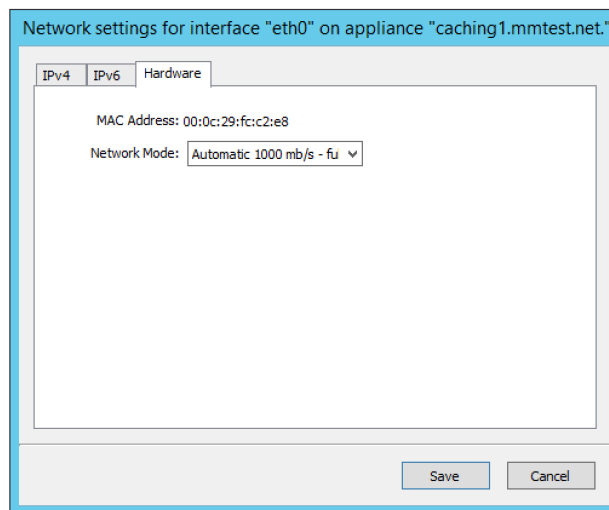 Network settings for interface "eth0" on appliance "caching1.mmtest.net."
IPv4 IPv6 Hardware
MAC Address: 00:0c:29:fc:c2:e8
Network Mode: Automatic 1000 mb/s - ful
Save Cancel